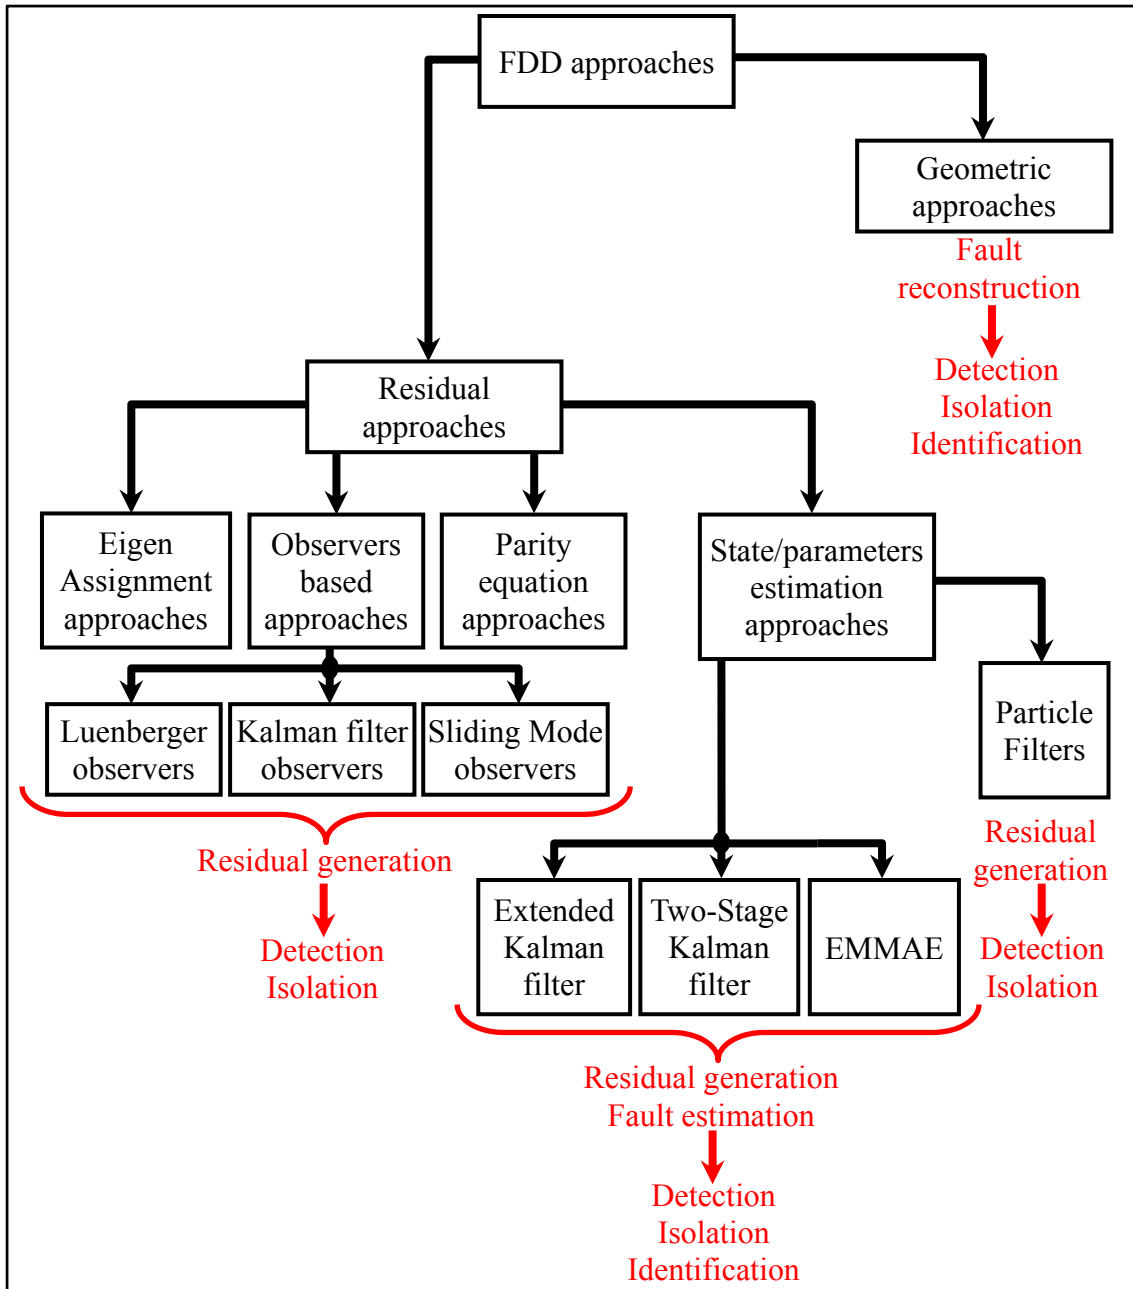 FDD approaches
Geometric
approaches
Fault
reconstruction
Detection
Isolation
Identification
Residual
approaches
Eigen
Assignment
approaches
Observers
based
approaches
Parity
equation
approaches
State/parameters
estimation
approaches
Luenberger
observers
Kalman filter
observers
Sliding Mode
observers
Particle
Filters
Residual generation
Detection
Isolation
Residual
generation
Detection
Isolation
Extended
Kalman
filter
Two-Stage
Kalman
filter
EMMAE
Residual generation
Fault estimation
Detection
Isolation
Identification